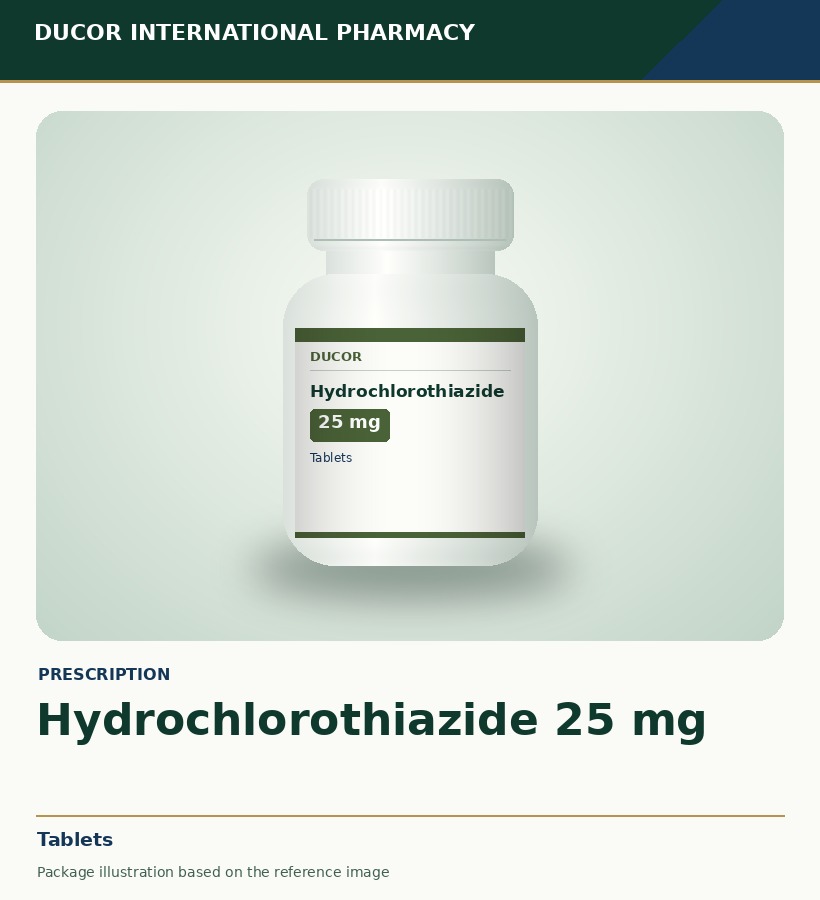 DUCOR INTERNATIONAL PHARMACY
DUCOR
Hydrochlorothiazide
25 mg
Tablets
PRESCRIPTION
Hydrochlorothiazide 25 mg
Tablets
Package illustration based on the reference image